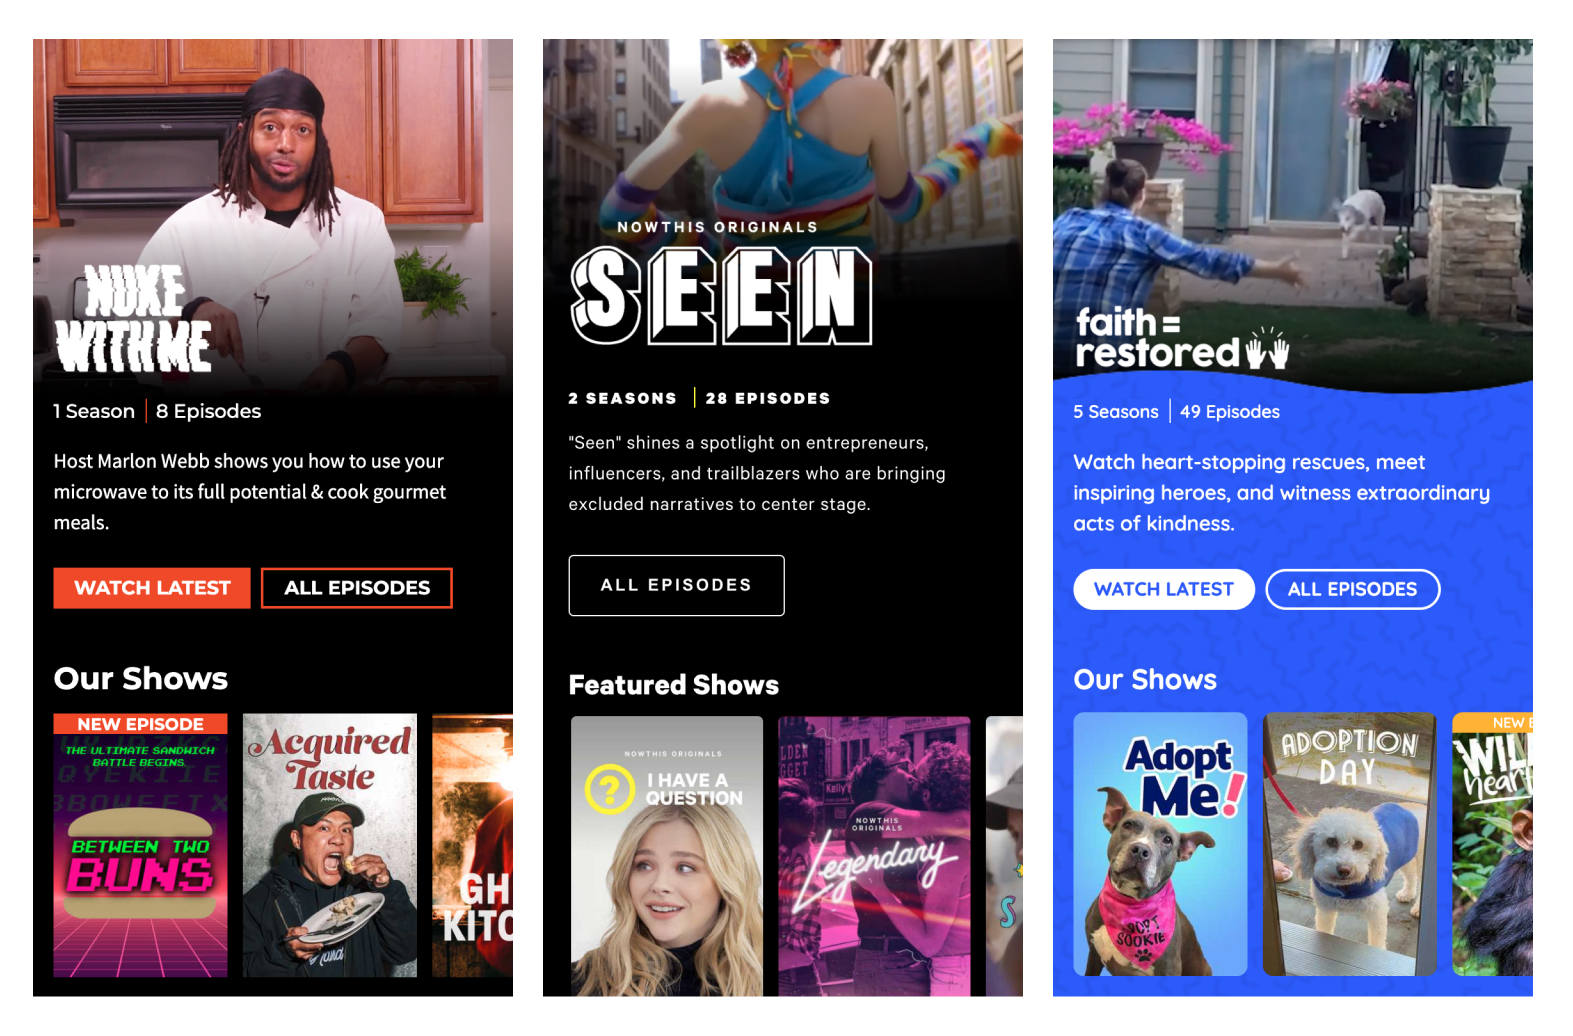 NUKE
WITH ME
1 Season | 8 Episodes
Host Marlon Webb shows you how to use your
microwave to its full potential & cook gourmet
meals.
WATCH LATEST
ALL EPISODES
Our Shows
NEW EPISODE
THE ULTIMATE SANDWICH
BATTLE BEGINS
BETWEEN TWO
BUNS
Acquired
Taste
GH
KITC
NOWTHIS ORIGINALS
SEEN
2 SEASONS | 28 EPISODES
"Seen" shines a spotlight on entrepreneurs,
influencers, and trailblazers who are bringing
excluded narratives to center stage.
ALL EPISODES
Featured Shows
NOWTHIS ORIGINALS
?
I HAVE A
QUESTION
Kelly
NOWTHIS
ORIGINALS
Legendary
S
faith =
restored
5 Seasons | 49 Episodes
Watch heart-stopping rescues, meet
inspiring heroes, and witness extraordinary
acts of kindness.
WATCH LATEST
ALL EPISODES
Our Shows
Adopt
Me!
ADOPTION
DAY
NEW E
WIL
heart